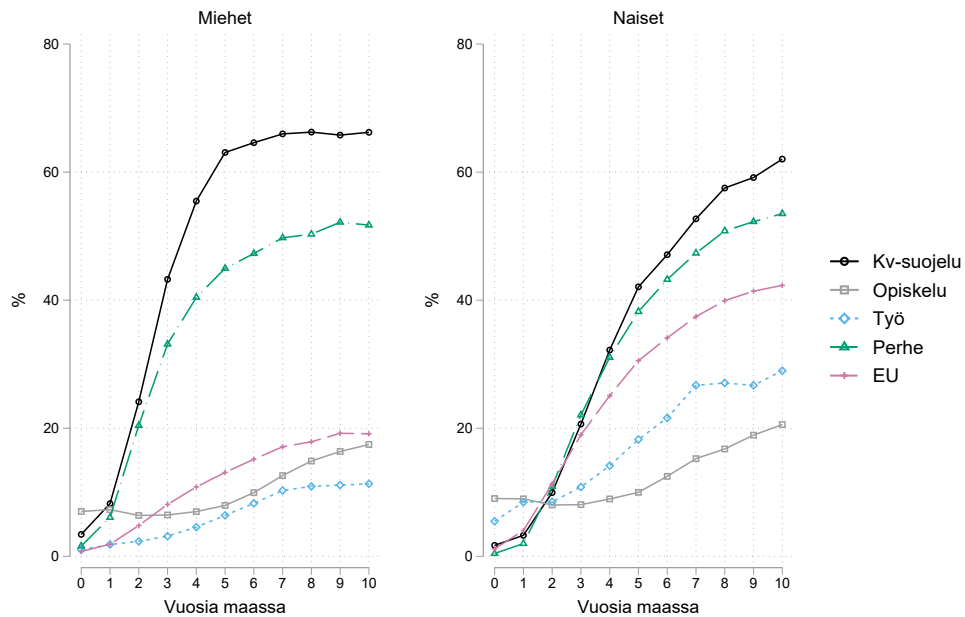 Miehet
80
60
40
20
0
%
0 1 2 3 4 5 6 7 8 9 10
Vuosia maassa
Naiset
80
60
40
20
0
%
0 1 2 3 4 5 6 7 8 9 10
Vuosia maassa
Kv-suojelu
Opiskelu
Työ
Perhe
EU